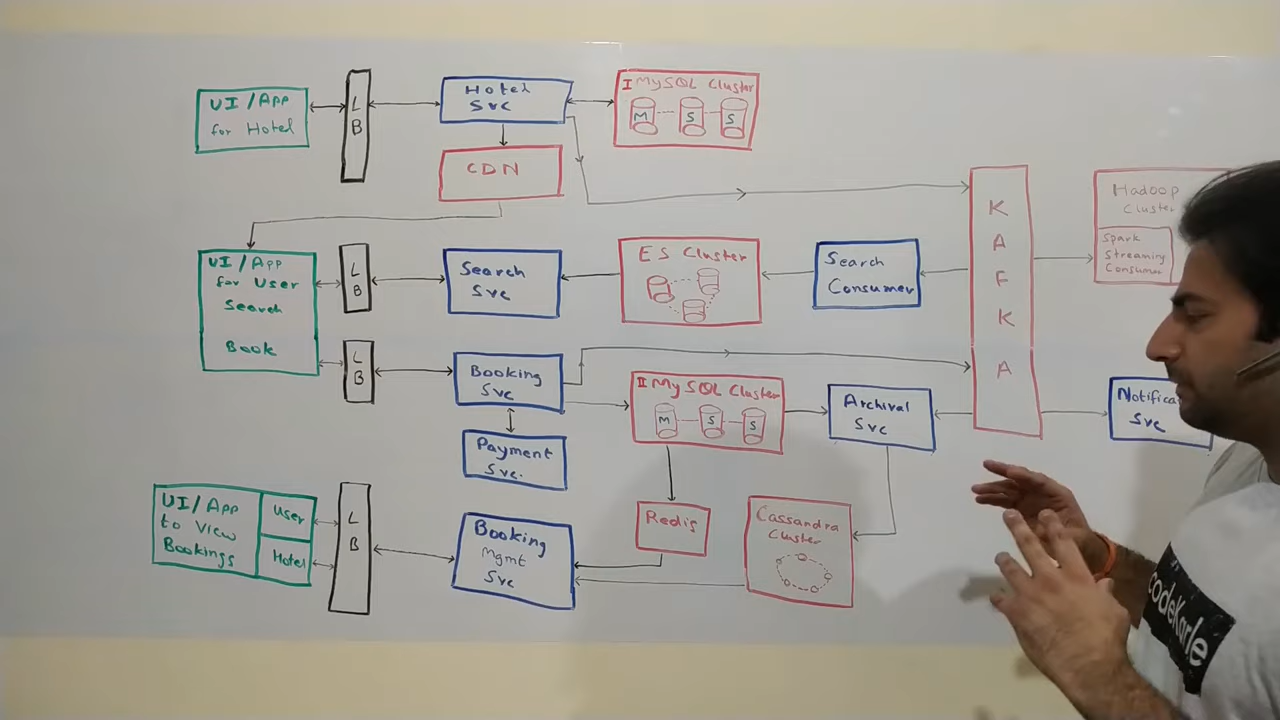 UI/App
for Hotel
L
B
Hotel
Svc
MySQL Cluster
M
S
S
CDN
UI/App
for User
Search
Book
L
B
Search
Svc
ES Cluster
Search
Consumer
K
A
F
K
A
Hadoop
Cluster
Spark
Streaming
Consumer
L
B
Booking
Svc
MySQL Cluster
M
S
S
Archival
Svc
Svc
Payment
Svc.
UI/App
to View
Bookings
User
Hotel
L
B
Booking
Mgmt
Svc
Redis
Cassandra
Cluster
codeKarle